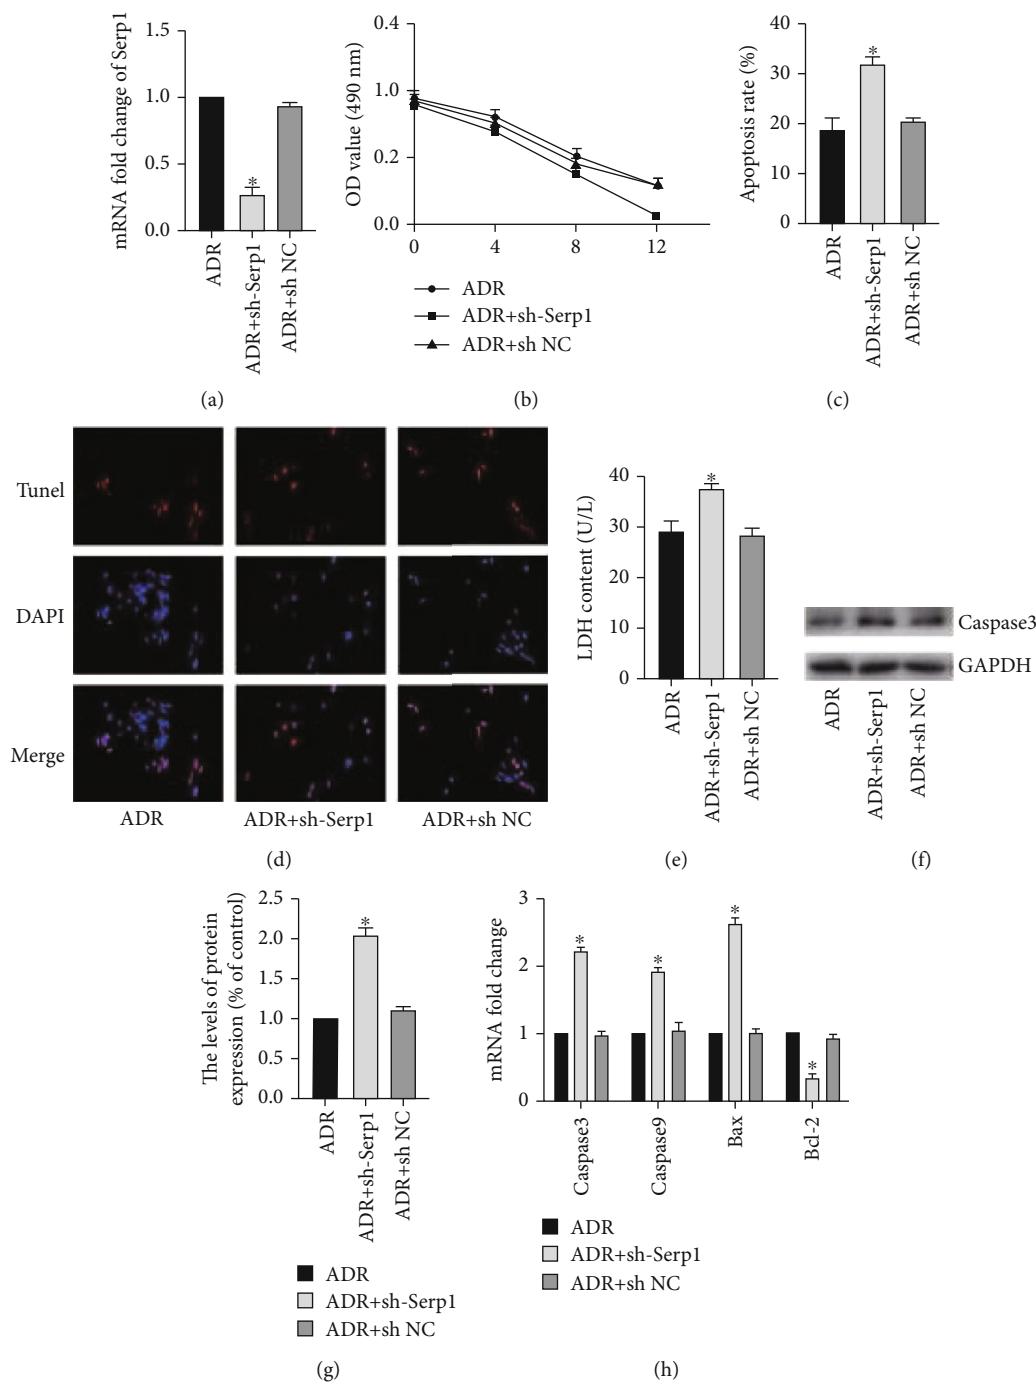 mRNA fold change of Serp1
1.5
1.0
0.5
0.0
ADR
ADR+sh-Serp1
ADR+sh NC
*
(a)
OD value (490 nm)
0.4
1.0
0.2
0.0
0
4
8
12
ADR
ADR+sh-Serp1
ADR+sh NC
(b)
Apoptosis rate (%)
40
30
20
10
0
*
ADR
ADR+sh-Serp1
ADR+sh NC
(c)
Tunel
DAPI
Merge
ADR
ADR+sh-Serp1
ADR+sh NC
(d)
LDH content (U/L)
40
30
20
10
0
*
ADR
ADR+sh-Serp1
ADR+sh NC
(e)
Caspase3
GAPDH
ADR
ADR+sh-Serp1
ADR+sh NC
(f)
The levels of protein
expression (% of control)
2.5
2.0
1.5
1.0
0.5
0.0
*
ADR
ADR+sh-Serp1
ADR+sh NC
ADR
ADR+sh-Serp1
ADR+sh NC
(g)
mRNA fold change
3
2
1
0
*
*
*
*
Caspase3
Caspase9
Bax
Bcl-2
ADR
ADR+sh-Serp1
ADR+sh NC
(h)